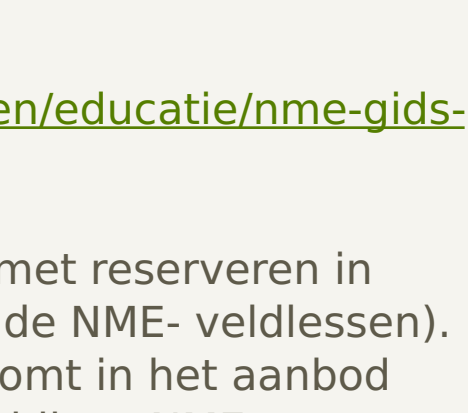 en/educatie/nme-gids-
met reserveren in
de NME- veldlessen).
omt in het aanbod